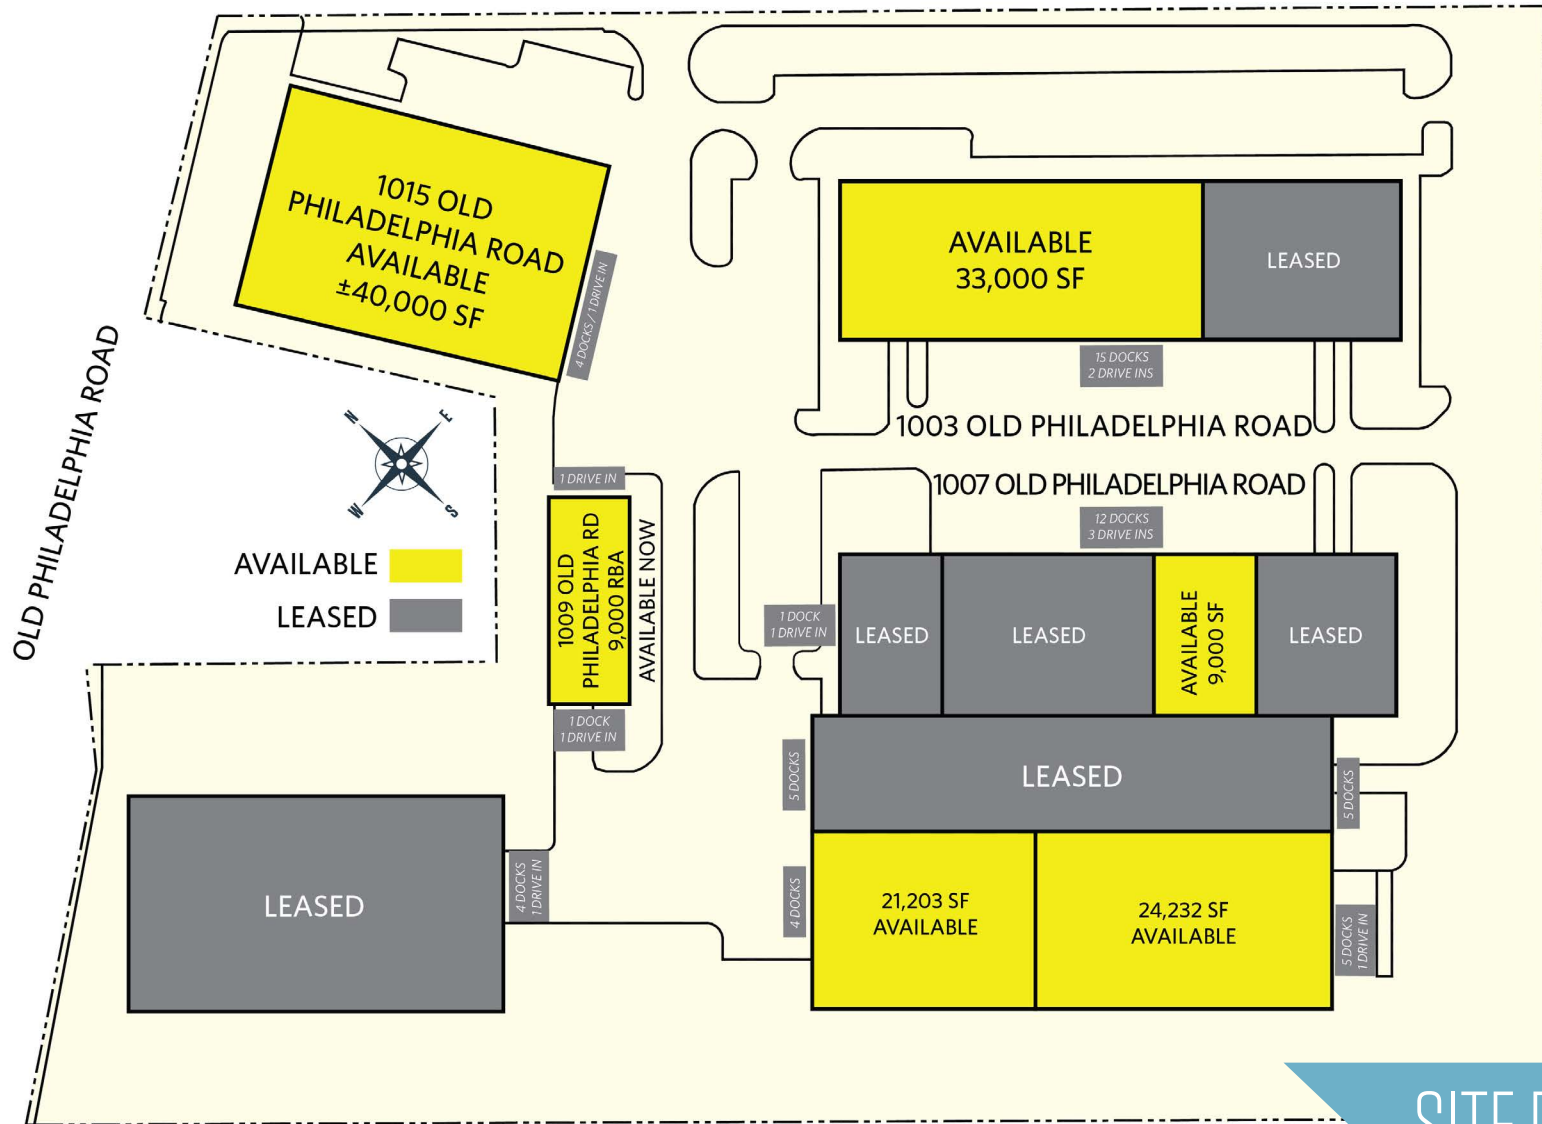 1015 OLD
PHILADELPHIA ROAD
AVAILABLE
±40,000 SF
4 DOCKS / 1 DRIVE IN
AVAILABLE
33,000 SF
LEASED
15 DOCKS
2 DRIVE INS
1003 OLD PHILADELPHIA ROAD
OLD PHILADELPHIA ROAD
N
E
W
S
AVAILABLE
LEASED
1 DRIVE IN
1009 OLD
PHILADELPHIA RD
9,000 RBA
AVAILABLE NOW
1 DOCK
1 DRIVE IN
1007 OLD PHILADELPHIA ROAD
12 DOCKS
3 DRIVE INS
1 DOCK
1 DRIVE IN
LEASED
LEASED
AVAILABLE
9,000 SF
LEASED
5 DOCKS
LEASED
5 DOCKS
LEASED
4 DOCKS
1 DRIVE IN
4 DOCKS
21,203 SF
AVAILABLE
24,232 SF
AVAILABLE
5 DOCKS
1 DRIVE IN
SITE